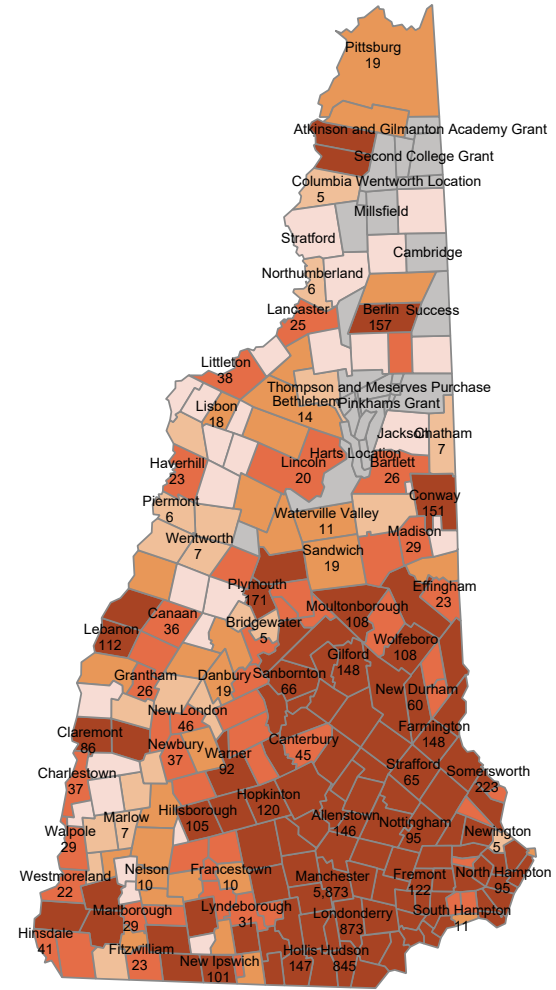 Pittsburg
19
Atkinson and Gilmanton Academy Grant
Second College Grant
Columbia
5
Wentworth Location
Millsfield
Stratford
Cambridge
Northumberland
6
Lancaster
25
Berlin
157
Success
Littleton
38
Thompson and Meserves Purchase
Bethlehem
14
Pinkhams Grant
Lisbon
18
Jackson
Chatham
7
Harts Location
Haverhill
23
Lincoln
20
Bartlett
26
Conway
151
Piermont
6
Waterville Valley
11
Madison
29
Wentworth
7
Sandwich
19
Plymouth
171
Effingham
23
Moultonborough
108
Canaan
36
Bridgewater
5
Lebanon
112
Wolfeboro
108
Gilford
148
Grantham
26
Danbury
19
Sanbornton
66
New Durham
60
New London
46
Claremont
86
Farmington
148
Canterbury
45
Newbury
37
Warner
92
Strafford
65
Somersworth
223
Charlestown
37
Hopkinton
120
Hillsborough
105
Marlow
7
Allenstown
146
Nottingham
95
Walpole
29
Newington
5
Westmoreland
22
Nelson
10
Francestown
10
Manchester
5,873
Fremont
122
North Hampton
95
Marlborough
29
Lyndeborough
31
Londonderry
873
South Hampton
11
Hinsdale
41
Fitzwilliam
23
New Ipswich
101
Hollis
147
Hudson
845